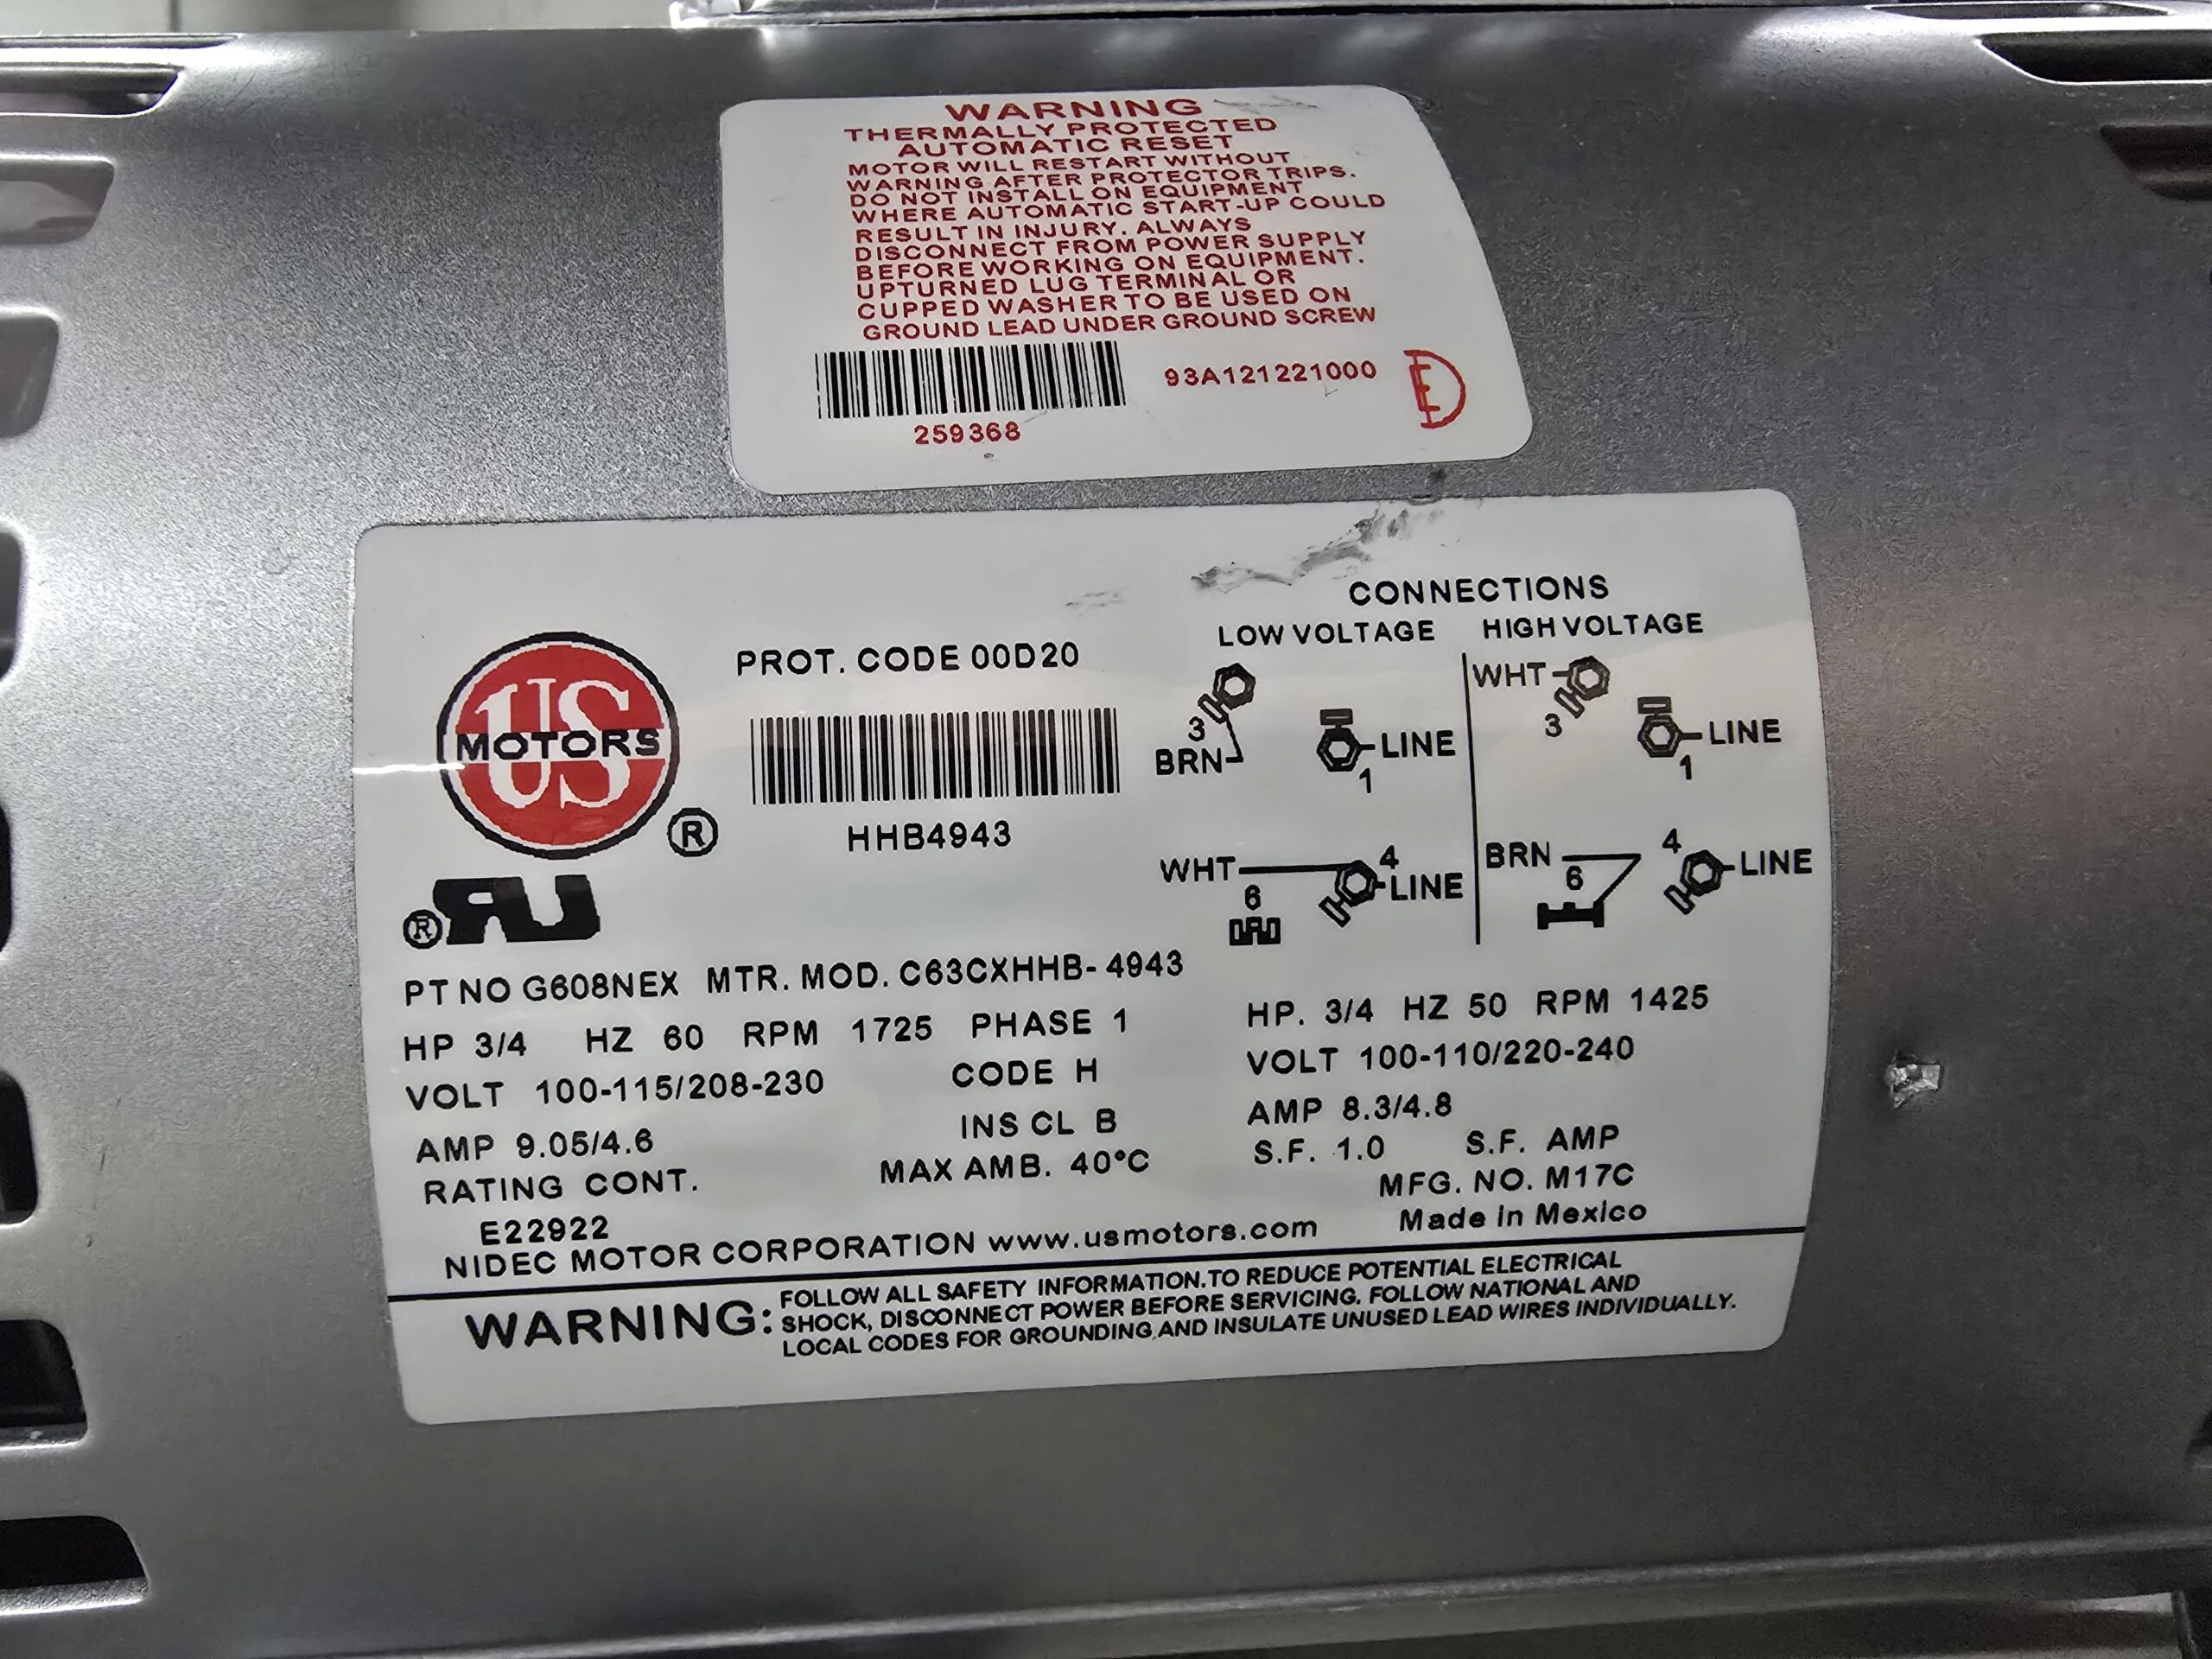 WARNING
THERMALLY PROTECTED
AUTOMATIC RESET
MOTOR WILL RESTART WITHOUT
WARNING AFTER PROTECTOR TRIPS.
DO NOT INSTALL ON EQUIPMENT
WHERE AUTOMATIC START-UP COULD
RESULT IN INJURY. ALWAYS
DISCONNECT FROM POWER SUPPLY
BEFORE WORKING ON EQUIPMENT.
UPTURNED LUG TERMINAL OR
CUPPED WASHER TO BE USED ON
GROUND LEAD UNDER GROUND SCREW
93A121221000
259368
US
MOTORS
®
PROT. CODE 00D20
HHB4943
CONNECTIONS
LOW VOLTAGE HIGH VOLTAGE
3
BRN
LINE
1
WHT
6
4
LINE
WHT
3
LINE
1
BRN
6
4
LINE
® RU
PT NO G608NEX MTR. MOD. C63CXHHB-4943
HP 3/4 HZ 60 RPM 1725 PHASE 1
VOLT 100-115/208-230 CODE H
AMP 9.05/4.6 INS CL B
RATING CONT. MAX AMB. 40°C
E22922
HP. 3/4 HZ 50 RPM 1425
VOLT 100-110/220-240
AMP 8.3/4.8
S.F. 1.0 S.F. AMP
MFG. NO. M17C
Made in Mexico
NIDEC MOTOR CORPORATION www.usmotors.com
WARNING: FOLLOW ALL SAFETY INFORMATION. TO REDUCE POTENTIAL ELECTRICAL
SHOCK, DISCONNECT POWER BEFORE SERVICING. FOLLOW NATIONAL AND
LOCAL CODES FOR GROUNDING, AND INSULATE UNUSED LEAD WIRES INDIVIDUALLY.